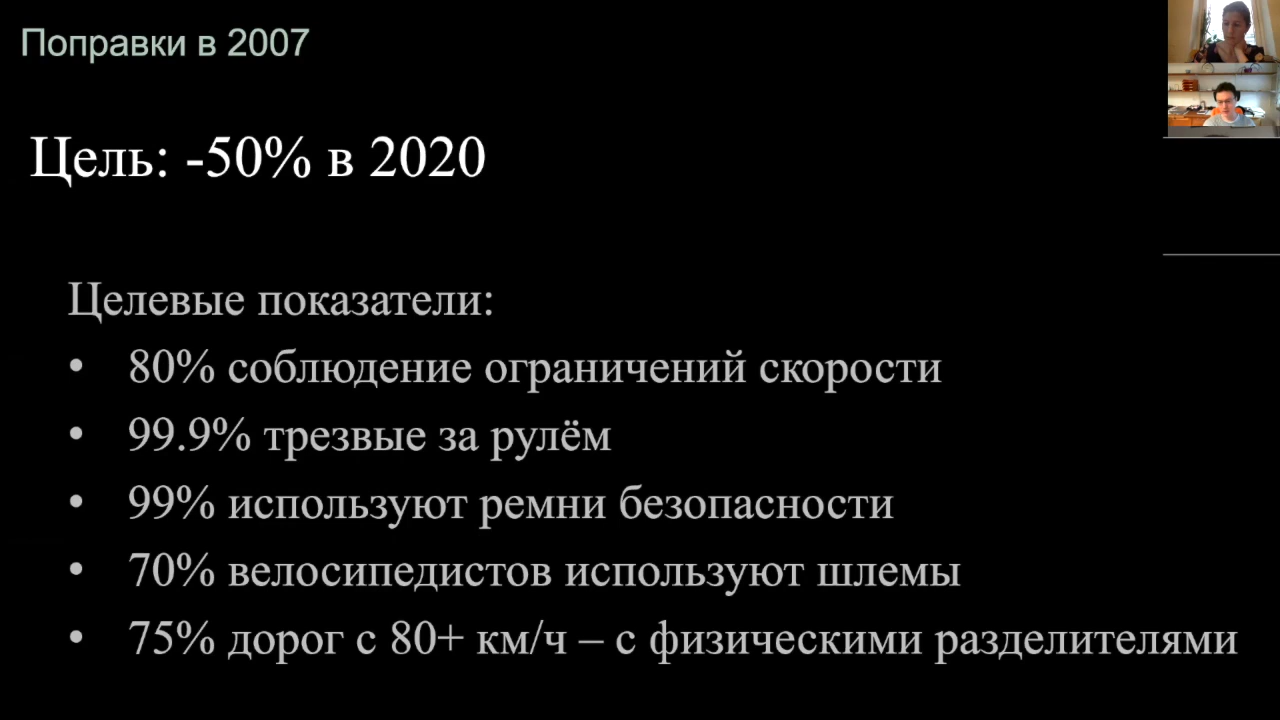 Поправки в 2007
Цель: -50% в 2020
Целевые показатели:
• 80% соблюдение ограничений скорости
• 99.9% трезвые за рулём
• 99% используют ремни безопасности
• 70% велосипедистов используют шлемы
• 75% дорог с 80+ км/ч – с физическими разделителями